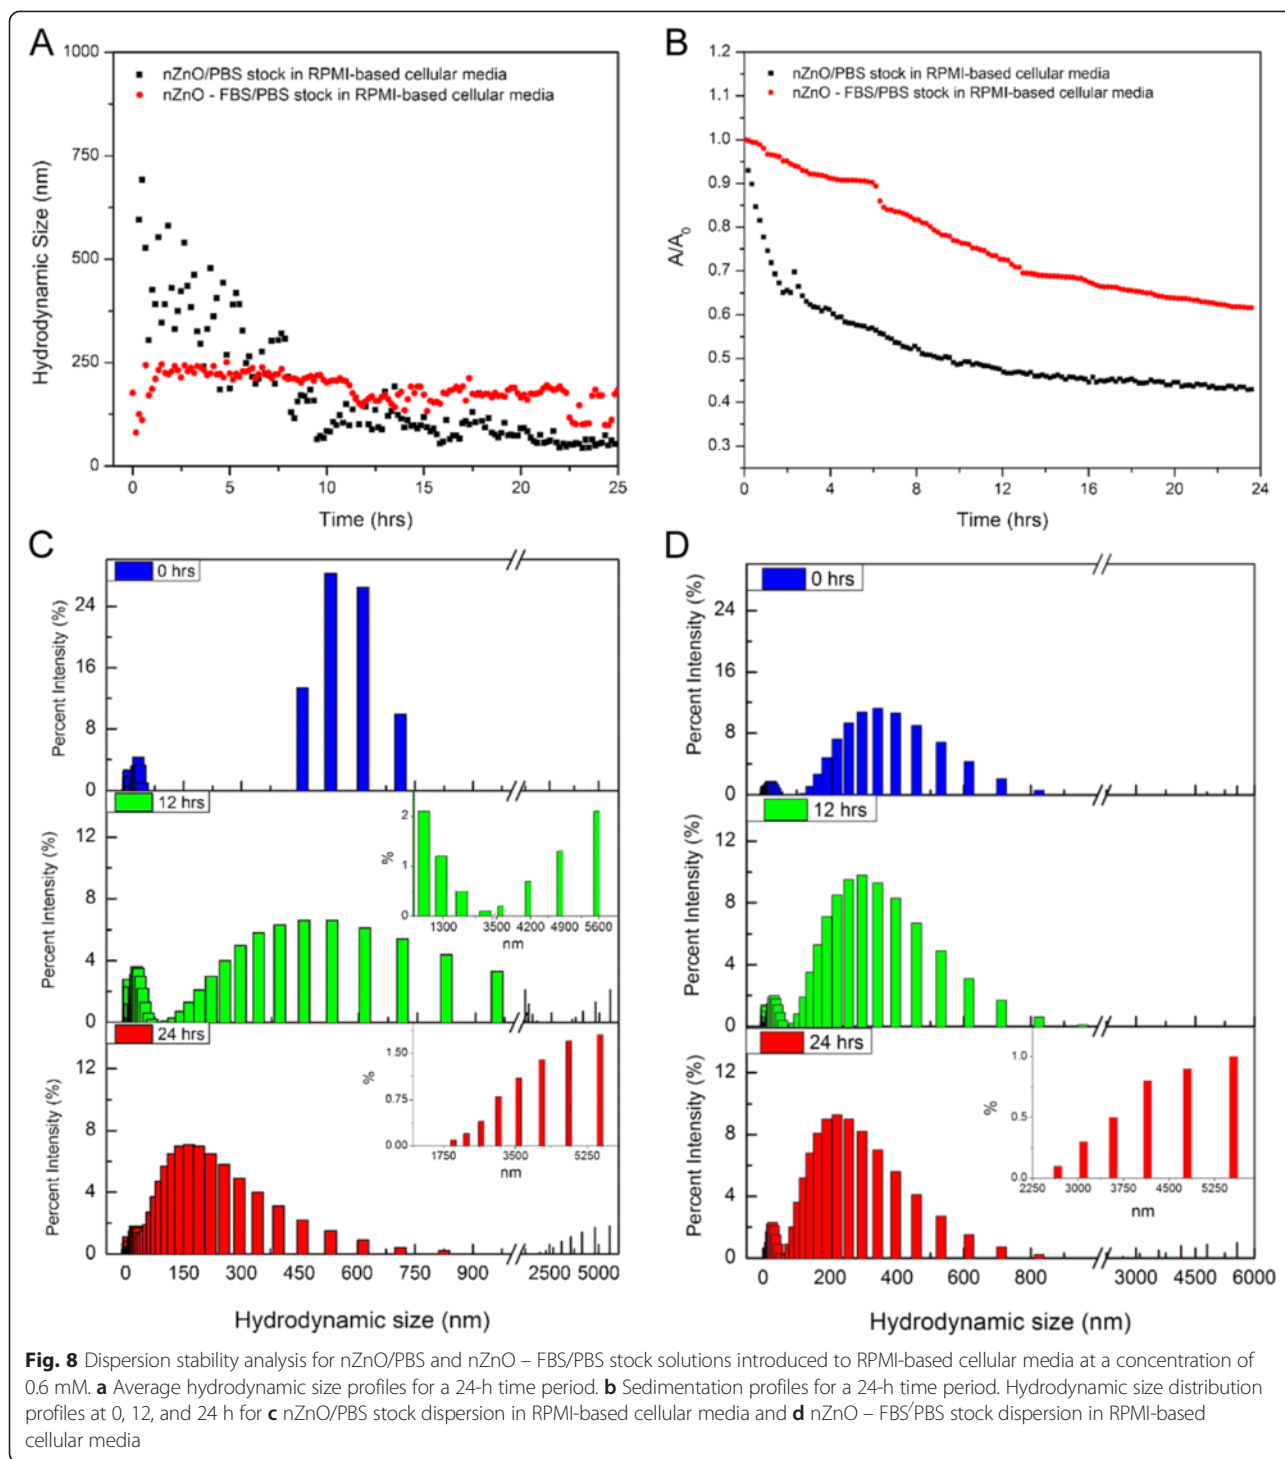 A
1000
750
500
250
0
Hydrodynamic Size (nm)
nZnO/PBS stock in RPMI-based cellular media
nZnO - FBS/PBS stock in RPMI-based cellular media
0 5 10 15 20 25
Time (hrs)
B
1.2
1.1
1.0
0.9
0.8
0.7
0.6
0.5
0.4
0.3
A/A0
nZnO/PBS stock in RPMI-based cellular media
nZnO - FBS/PBS stock in RPMI-based cellular media
0 4 8 12 16 20 24
Time (hrs)
C
0 hrs
Percent Intensity (%)
24
16
8
0
12 hrs
Percent Intensity (%)
12
8
4
0
2
1
0
%
1300 3500 4200 4900 5600
nm
24 hrs
Percent Intensity (%)
12
8
4
0
1.50
0.75
0.00
%
1750 3500 5250
nm
0 150 300 450 600 750 900 2500 5000
Hydrodynamic size (nm)
D
0 hrs
Percent Intensity (%)
24
16
8
0
12 hrs
Percent Intensity (%)
12
8
4
0
24 hrs
Percent Intensity (%)
12
8
4
0
1.0
0.5
0.0
%
2250 3000 3750 4500 5250
nm
0 200 400 600 800 3000 4500 6000
Hydrodynamic size (nm)
Fig. 8 Dispersion stability analysis for nZnO/PBS and nZnO – FBS/PBS stock solutions introduced to RPMI-based cellular media at a concentration of
0.6 mM. a Average hydrodynamic size profiles for a 24-h time period. b Sedimentation profiles for a 24-h time period. Hydrodynamic size distribution
profiles at 0, 12, and 24 h for c nZnO/PBS stock dispersion in RPMI-based cellular media and d nZnO – FBS/PBS stock dispersion in RPMI-based
cellular media